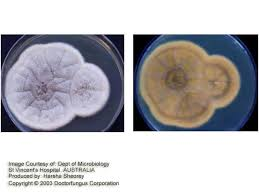 Image Courtesy of: Dept of Microbiology
St Vincent's Hospital. AUSTRALIA
Produced by: Harsha Sheorey
Copyright © 2003 Doctorfungus Corporation